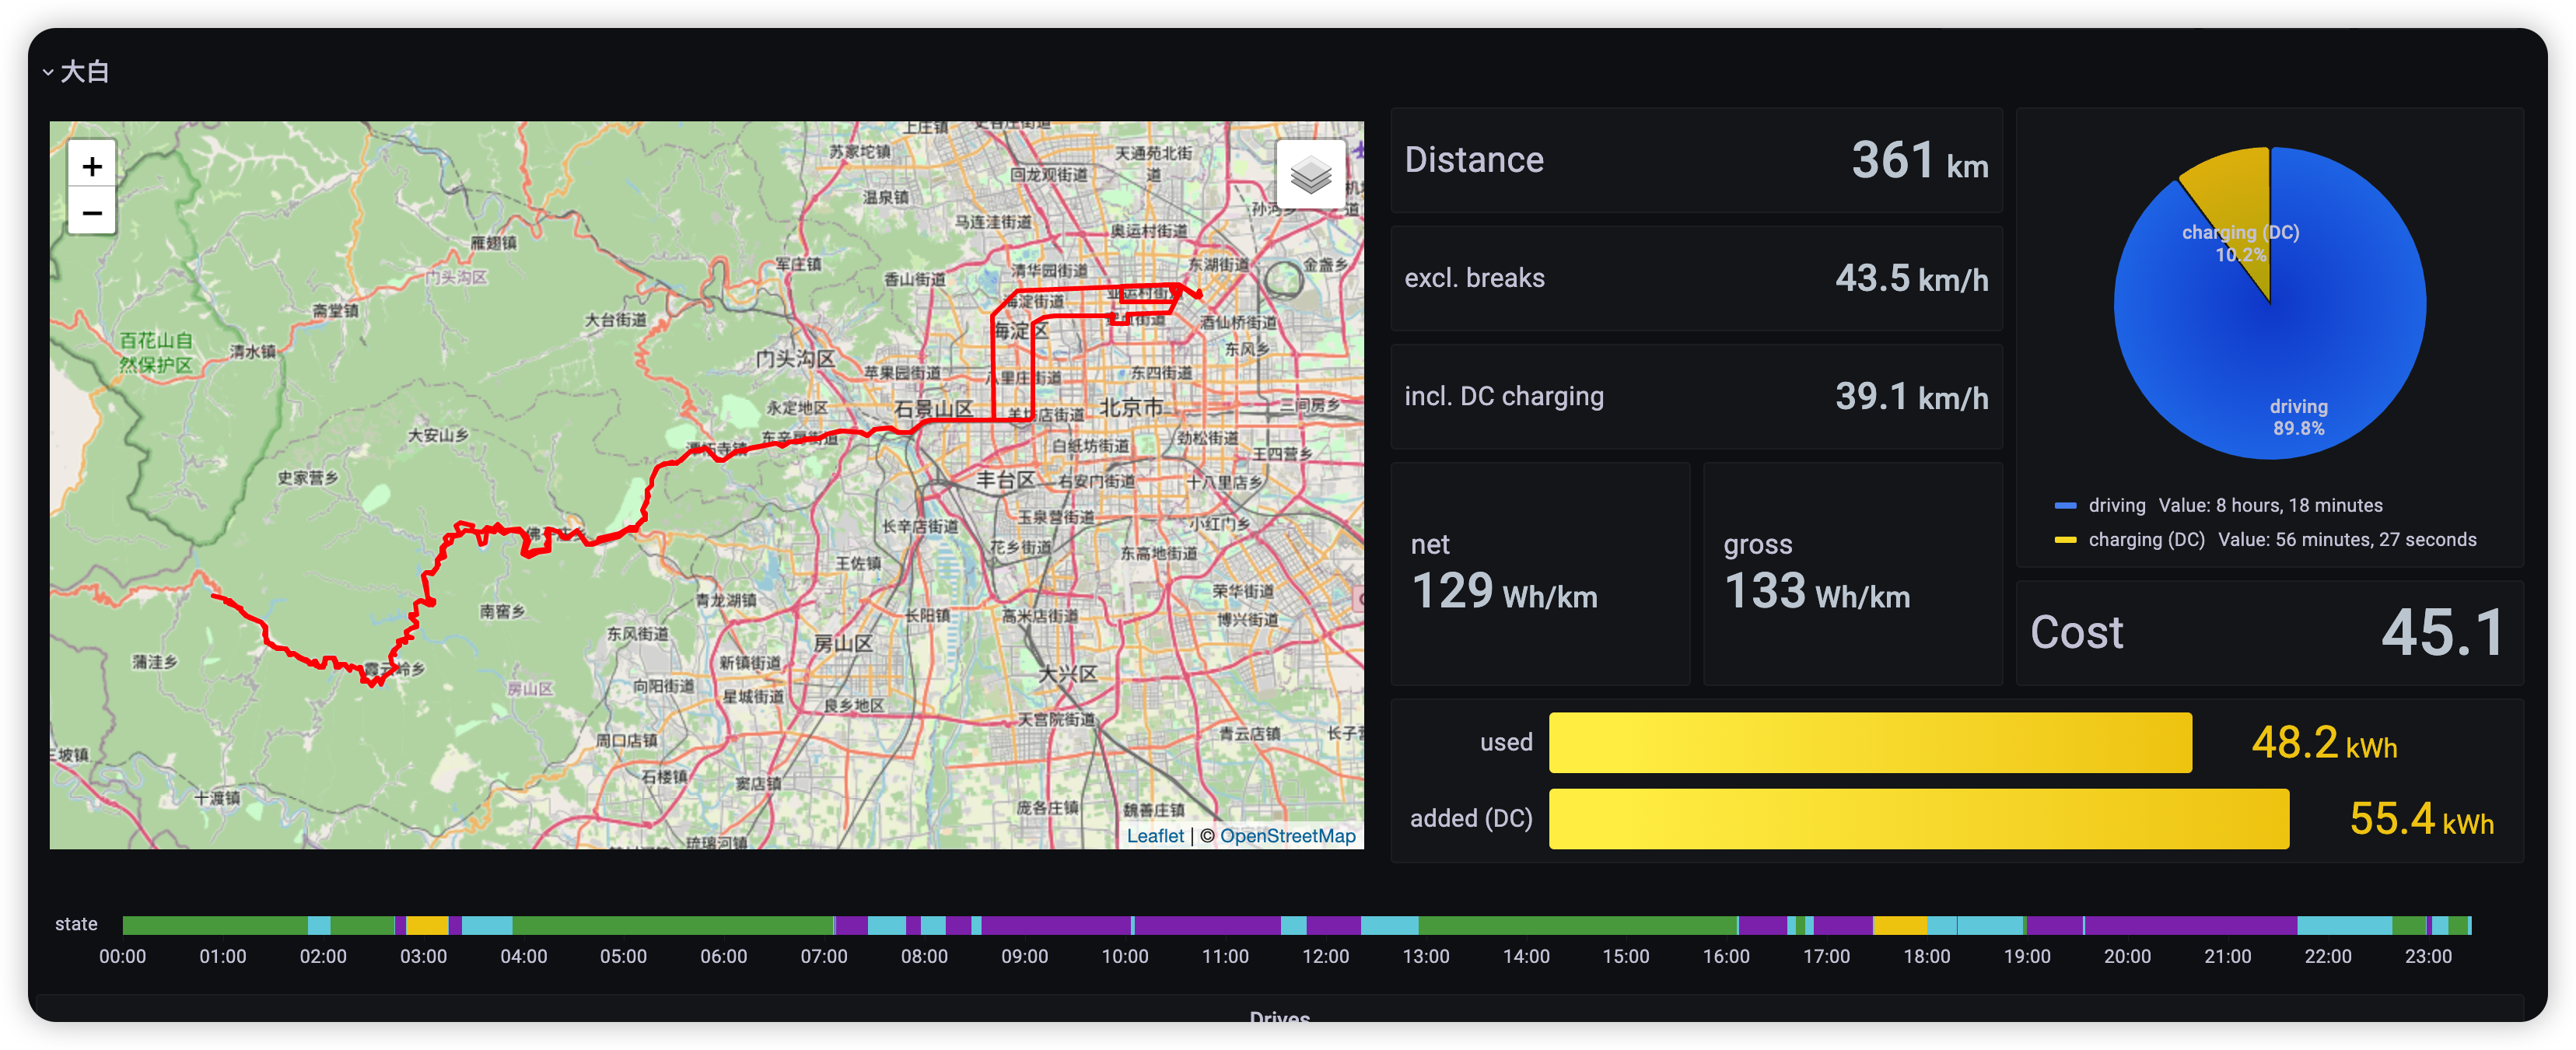 大白
+
−
上庄镇
苏家坨镇
天通苑北街
道
回龙观街道
温泉镇
孙河乡
马连洼街道
奥运村街道
雁翅镇
门头沟区
军庄镇
香山街道
清华园街道
东湖街道
金盏乡
斋堂镇
海淀街道
大台街道
海淀区
酒仙桥街道
百花山自
然保护区
清水镇
门头沟区
东风乡
苹果园街道
八里庄街道
东四街道
永定地区
石景山区
北京市
三间房乡
大安山乡
东辛房街道
潭柘寺镇
白纸坊街道
劲松街道
王四营乡
史家营乡
丰台区
右安门街道
十八里店乡
长辛店街道
玉泉营街道
小红门乡
花乡街道
东高地街道
王佐镇
荣华街道
南窖乡
青龙湖镇
长阳镇
高米店街道
博兴街道
东风街道
房山区
蒲洼乡
霞云岭乡
新镇街道
大兴区
房山区
向阳街道
星城街道
良乡地区
天宫院街道
青云店镇
周口店镇
三坡镇
石楼镇
窦店镇
十渡镇
庞各庄镇
魏善庄镇
琉璃河镇
Leaflet | © OpenStreetMap
Distance 361 km
excl. breaks 43.5 km/h
incl. DC charging 39.1 km/h
net
129 Wh/km
gross
133 Wh/km
charging (DC)
10.2%
driving
89.8%
driving Value: 8 hours, 18 minutes
charging (DC) Value: 56 minutes, 27 seconds
Cost 45.1
used 48.2 kWh
added (DC) 55.4 kWh
state
00:00 01:00 02:00 03:00 04:00 05:00 06:00 07:00 08:00 09:00 10:00 11:00 12:00 13:00 14:00 15:00 16:00 17:00 18:00 19:00 20:00 21:00 22:00 23:00
Drives